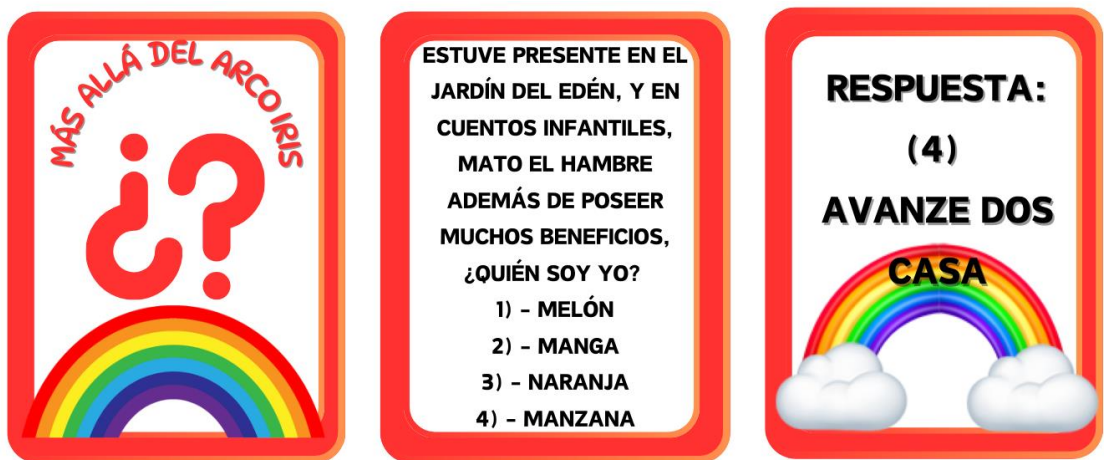 MÁS ALLÁ DEL ARCO IRIS
¿?
ESTUVE PRESENTE EN EL
JARDÍN DEL EDÉN, Y EN
CUENTOS INFANTILES,
MATO EL HAMBRE
ADEMÁS DE POSEER
MUCHOS BENEFICIOS,
¿QUIÉN SOY YO?
1) - MELÓN
2) - MANGA
3) - NARANJA
4) - MANZANA
RESPUESTA:
(4)
AVANZE DOS
CASA